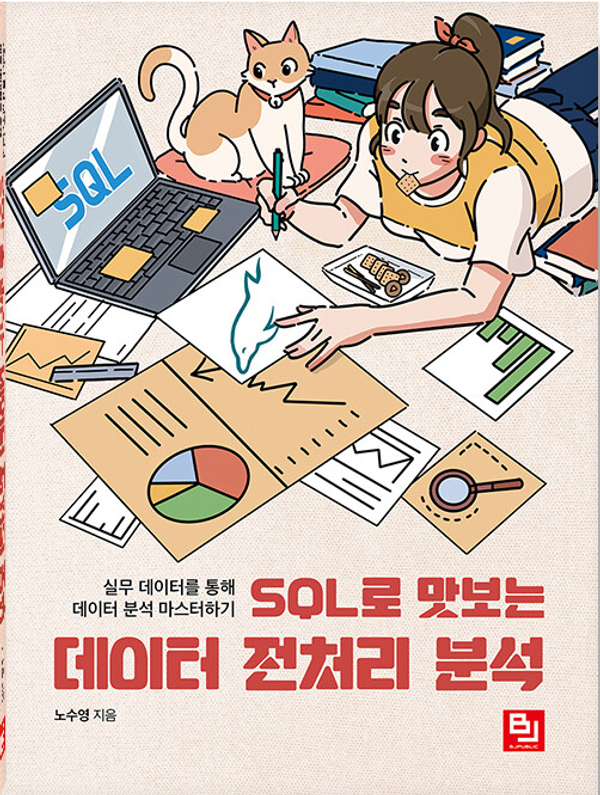 SQL
실무 데이터를 통해
데이터 분석 마스터하기
SQL로 맛보는
데이터 전처리 분석
노수영 지음
BJ
BJPUBLIC